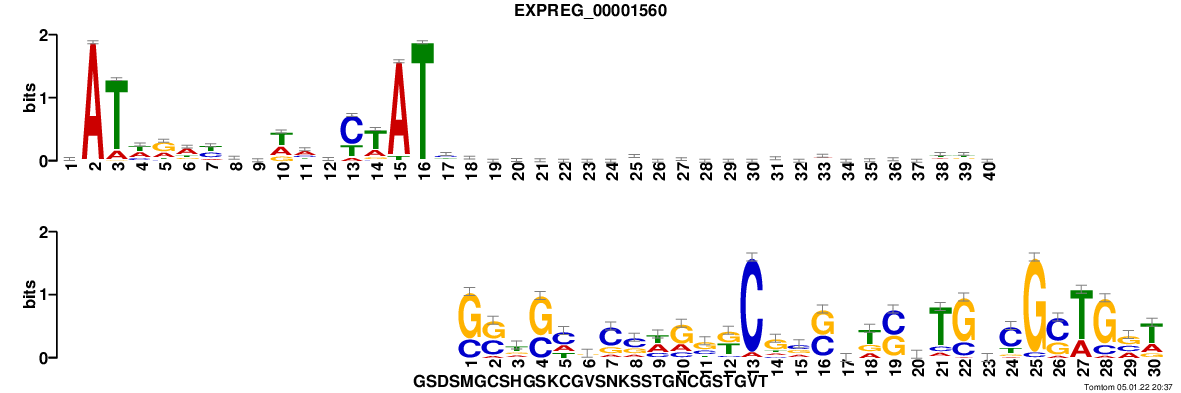 EXPREG_00001560
2
bits
1
0
1 2 3 4 5 6 7 8 9 10 11 12 13 14 15 16 17 18 19 20 21 22 23 24 25 26 27 28 29 30 31 32 33 34 35 36 37 38 39 40
2
bits
1
0
1 2 3 4 5 6 7 8 9 10 11 12 13 14 15 16 17 18 19 20 21 22 23 24 25 26 27 28 29 30
GSDSMGCSHGSKCGVSNKSSTGNCGSTGVT
Tomtom 05.01.22 20:37